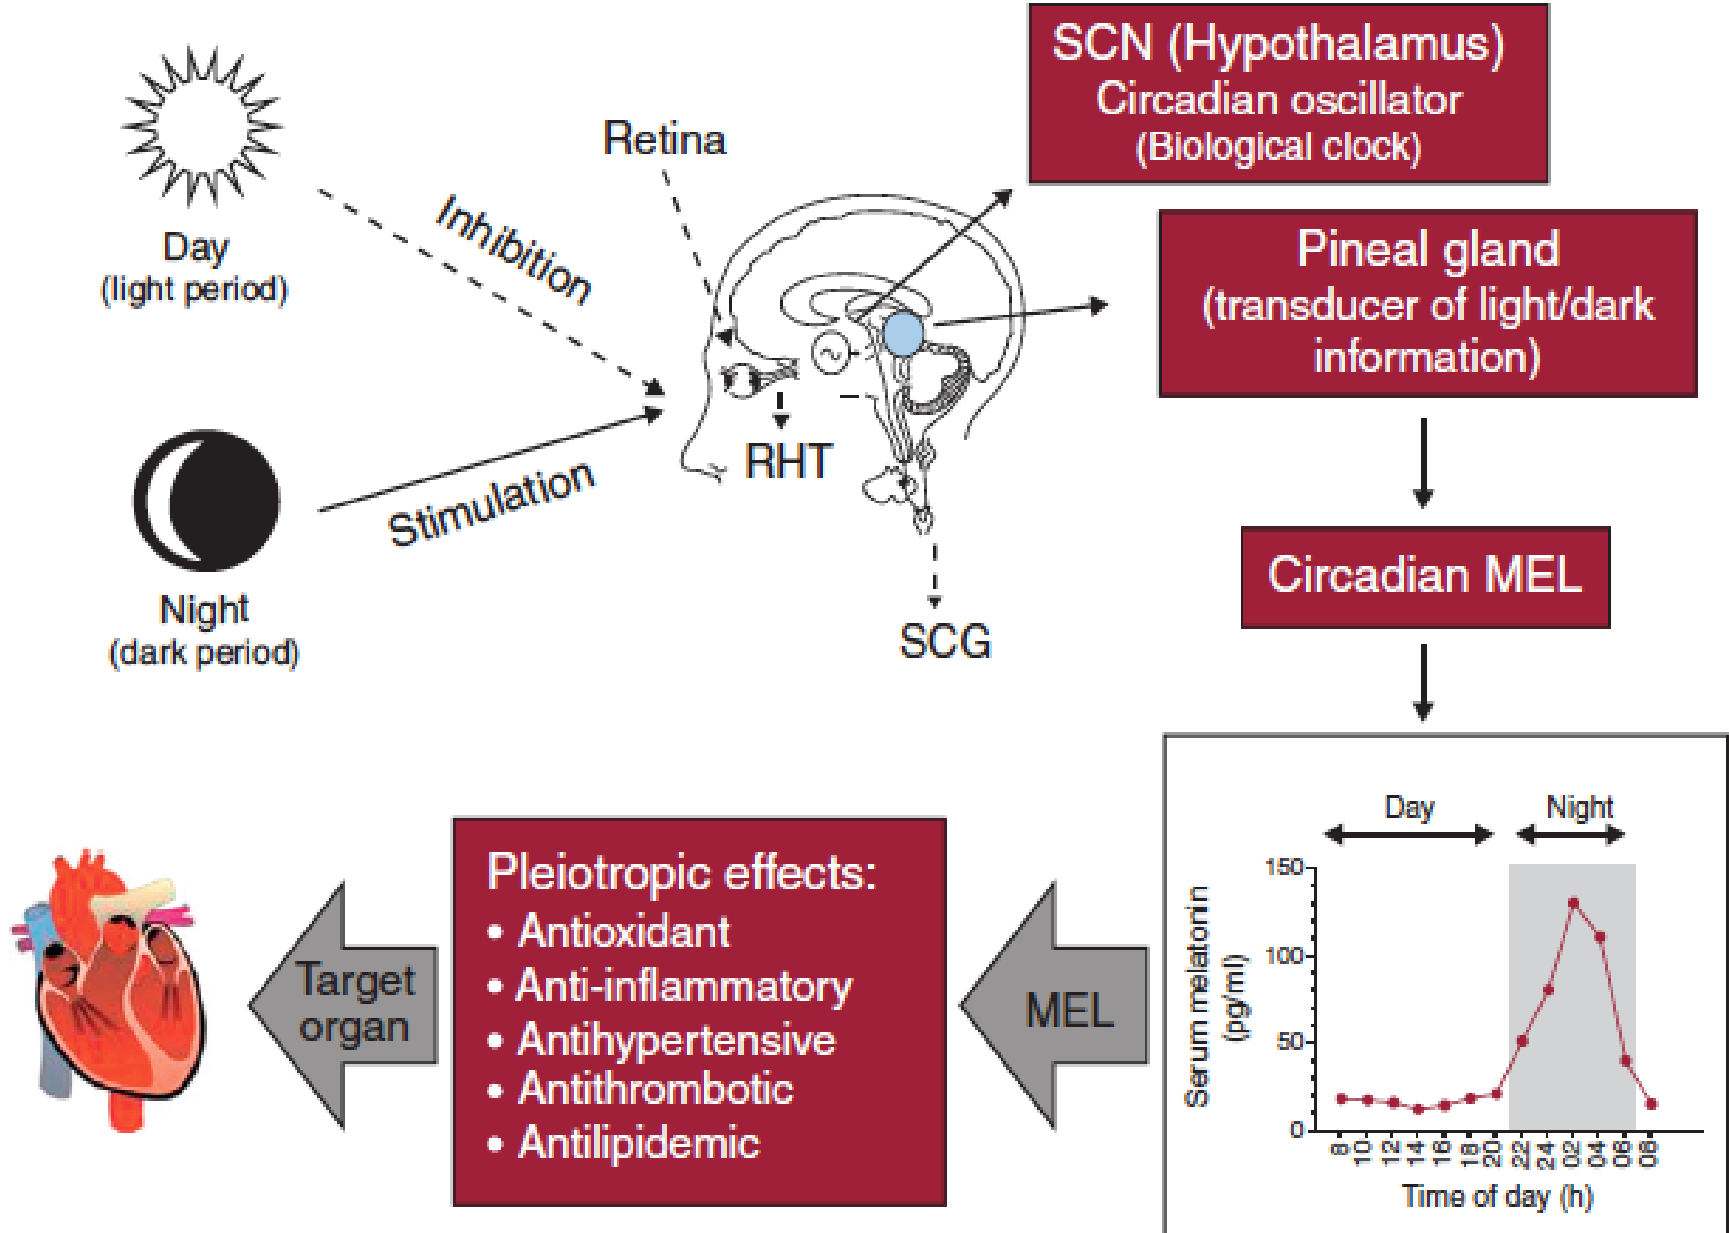 SCN (Hypothalamus)
Circadian oscillator
(Biological clock)
Retina
Inhibition
Day
(light period)
Pineal gland
(transducer of light/dark
information)
RHT
Stimulation
Night
(dark period)
Circadian MEL
SCG
Day
Night
Pleiotropic effects:
• Antioxidant
• Anti-inflammatory
• Antihypertensive
• Antithrombotic
• Antilipidemic
Target
organ
MEL
Serum melatonin
(pg/ml)
150
100
50
0
8 10 12 14 16 18 20 22 24 02 04 06 08
Time of day (h)